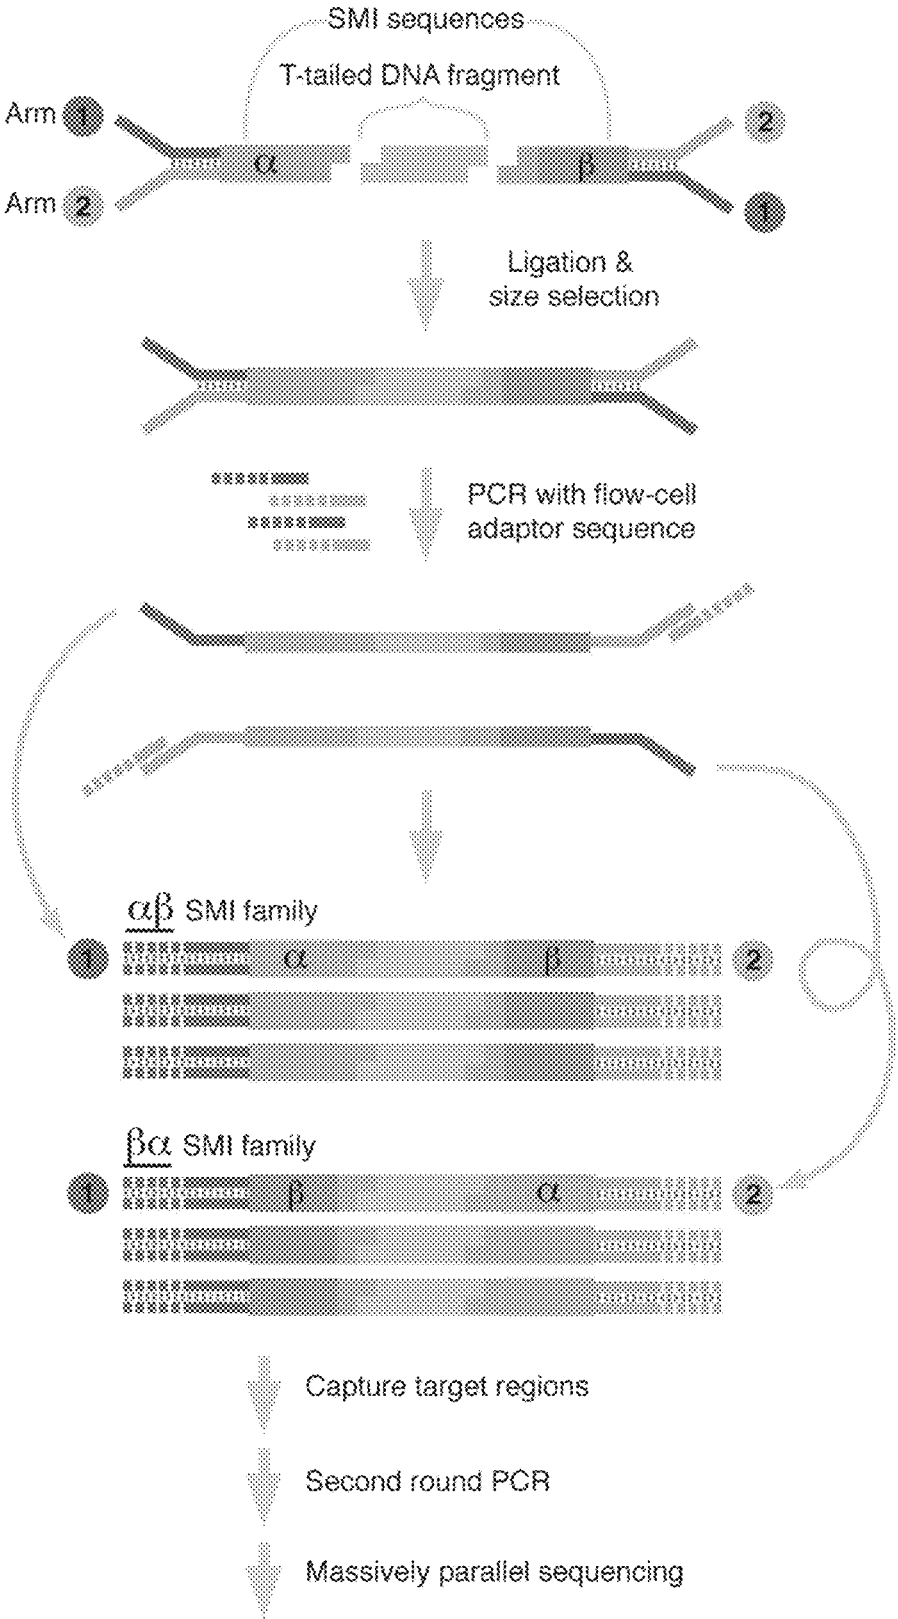 SMI sequences
T-tailed DNA fragment
Arm 1
2
α
β
Arm 2
1
Ligation &
size selection
PCR with flow-cell
adaptor sequence
αβ SMI family
1
α
β
2
βα SMI family
1
β
α
2
Capture target regions
Second round PCR
Massively parallel sequencing